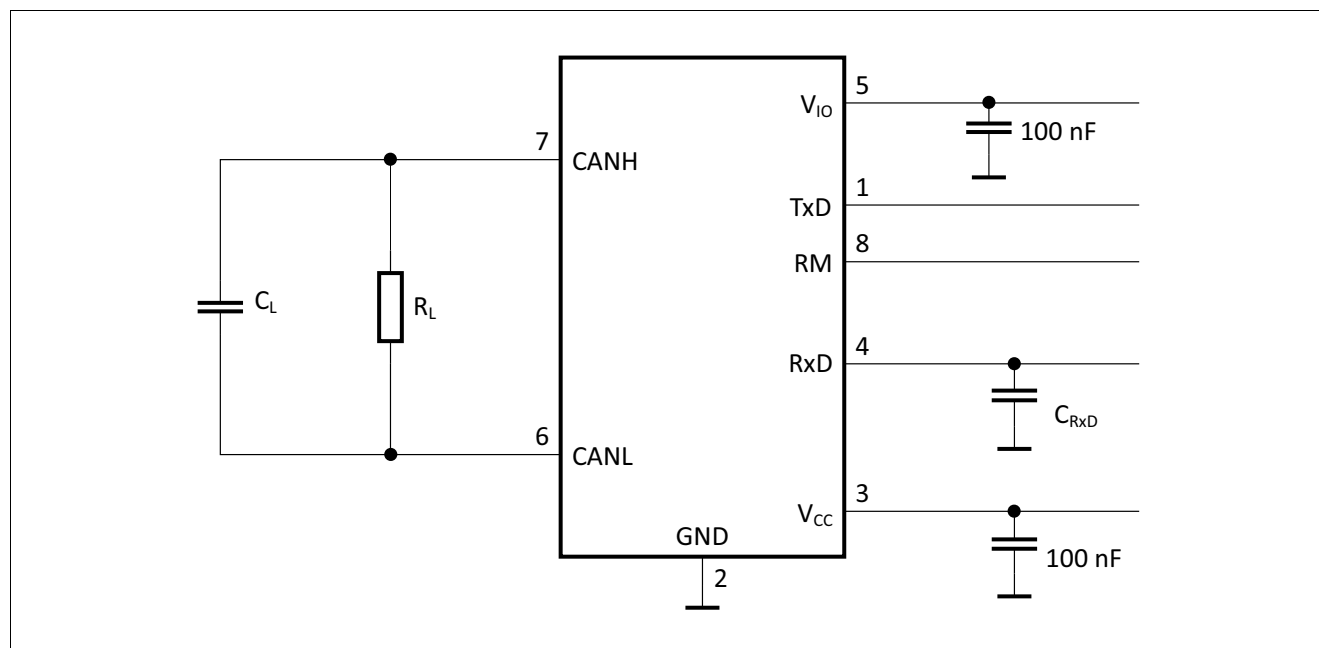 5
V_IO
100 nF
7
CANH
1
TxD
8
RM
C_L
R_L
4
RxD
C_RxD
6
CANL
3
V_CC
GND
100 nF
2